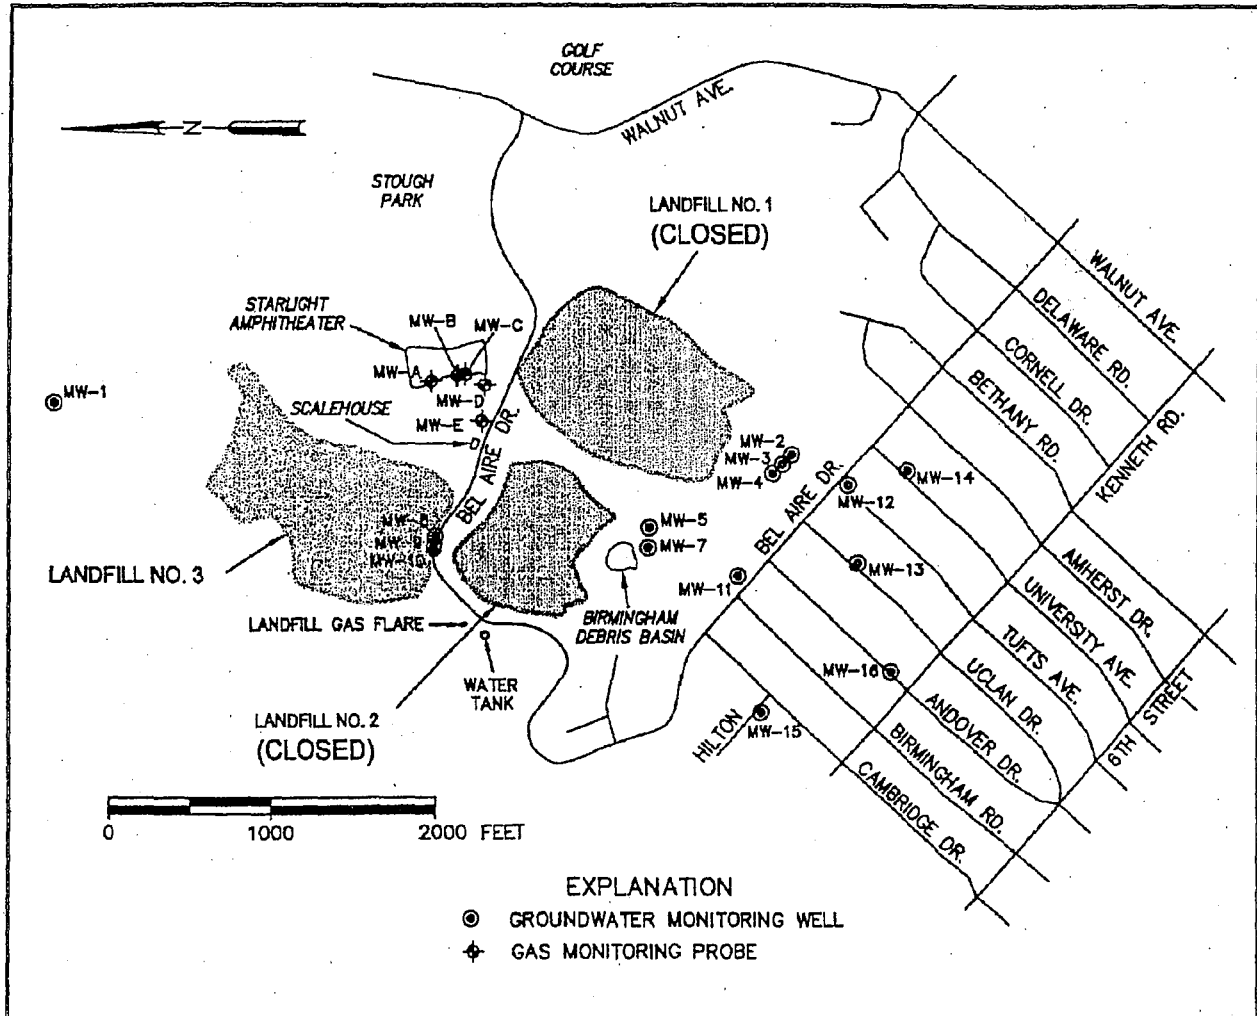 GOLF
COURSE
WALNUT AVE.
N
STOUGH
PARK
LANDFILL NO. 1
(CLOSED)
WALNUT AVE.
STARLIGHT
AMPHITHEATER
MW-B
MW-C
DELAWARE RD.
CORNELL DR.
MW-A
MW-1
BETHANY RD.
MW-D
SCALEHOUSE
MW-E
BEL AIRE DR.
KENNETH RD.
MW-2
MW-3
MW-4
MW-14
BEL AIRE DR.
MW-12
MW-8
MW-9
MW-10
MW-5
MW-7
LANDFILL NO. 3
MW-11
MW-13
AMHERST DR.
UNIVERSITY AVE.
LANDFILL GAS FLARE
BIRMINGHAM
DEBRIS BASIN
TUFTS AVE.
UCLAN DR.
MW-16
WATER
TANK
6TH STREET
ANDOVER DR.
LANDFILL NO. 2
(CLOSED)
HILTON
MW-15
BIRMINGHAM RD.
CAMBRIDGE DR.
0 1000 2000 FEET
EXPLANATION
GROUNDWATER MONITORING WELL
GAS MONITORING PROBE